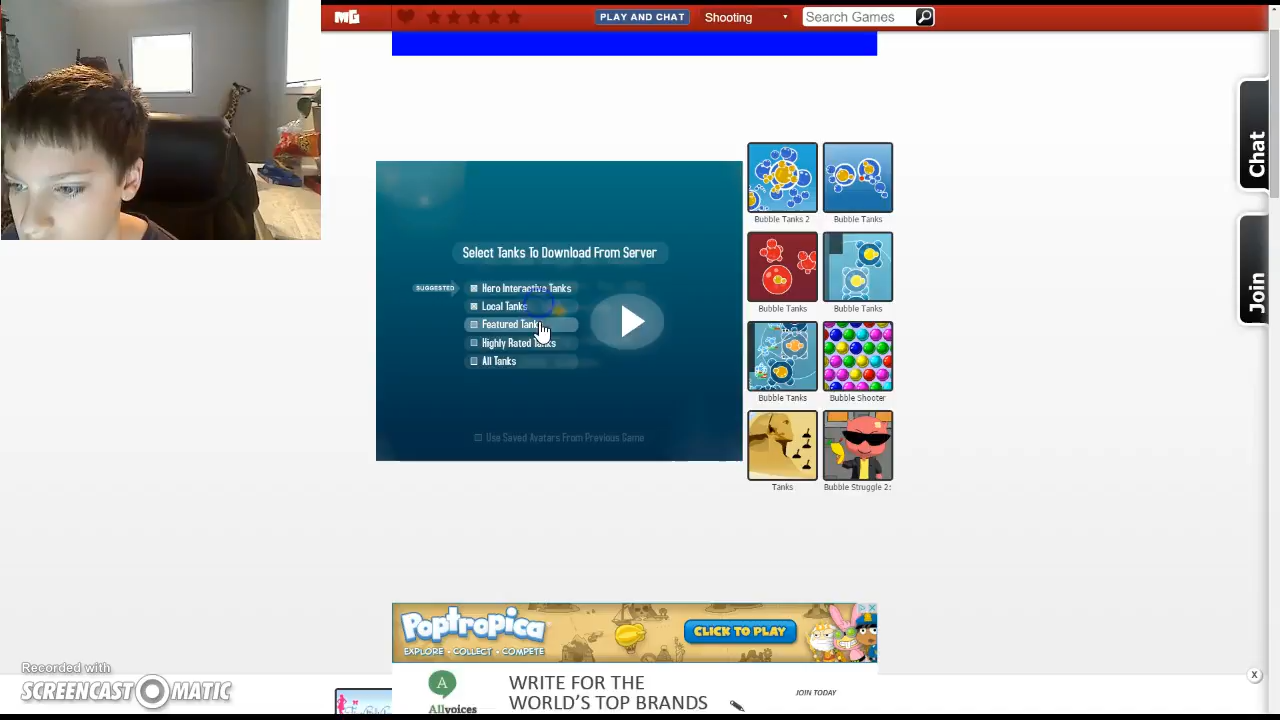 MG
PLAY AND CHAT
Shooting
Search Games
Chat
Join
Select Tanks To Download From Server
SUGGESTED
Hero Interactive Tanks
Local Tanks
Featured Tanks
Highly Rated Tanks
All Tanks
Use Saved Avatars From Previous Game
Bubble Tanks 2
Bubble Tanks
Bubble Tanks
Bubble Tanks
Bubble Tanks
Bubble Shooter
Tanks
Bubble Struggle 2:
Poptropica
EXPLORE • COLLECT • COMPETE
CLICK TO PLAY
A
Allvoices
WRITE FOR THE
WORLD'S TOP BRANDS
JOIN TODAY
X
Recorded with
SCREENCAST MATIC